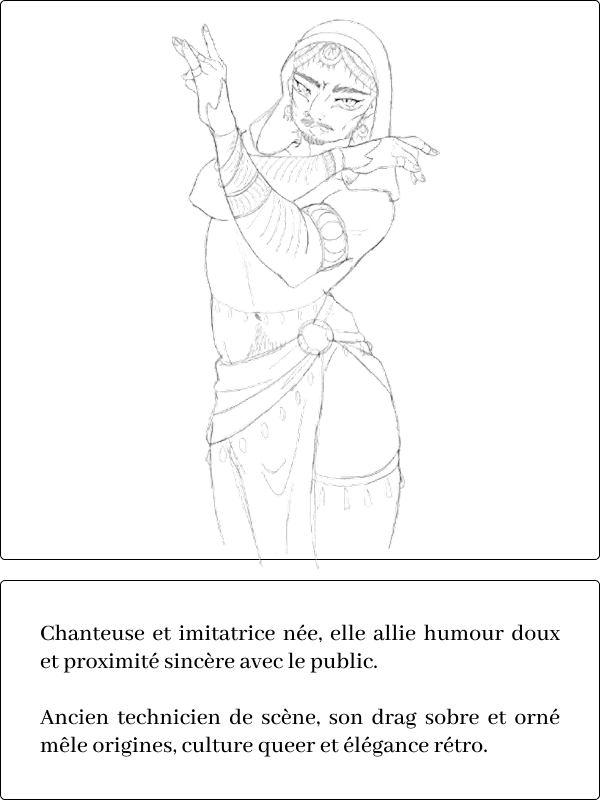 Chanteuse et imitatrice née, elle allie humour doux
et proximité sincère avec le public.
Ancien technicien de scène, son drag sobre et orné
mêle origines, culture queer et élégance rétro.